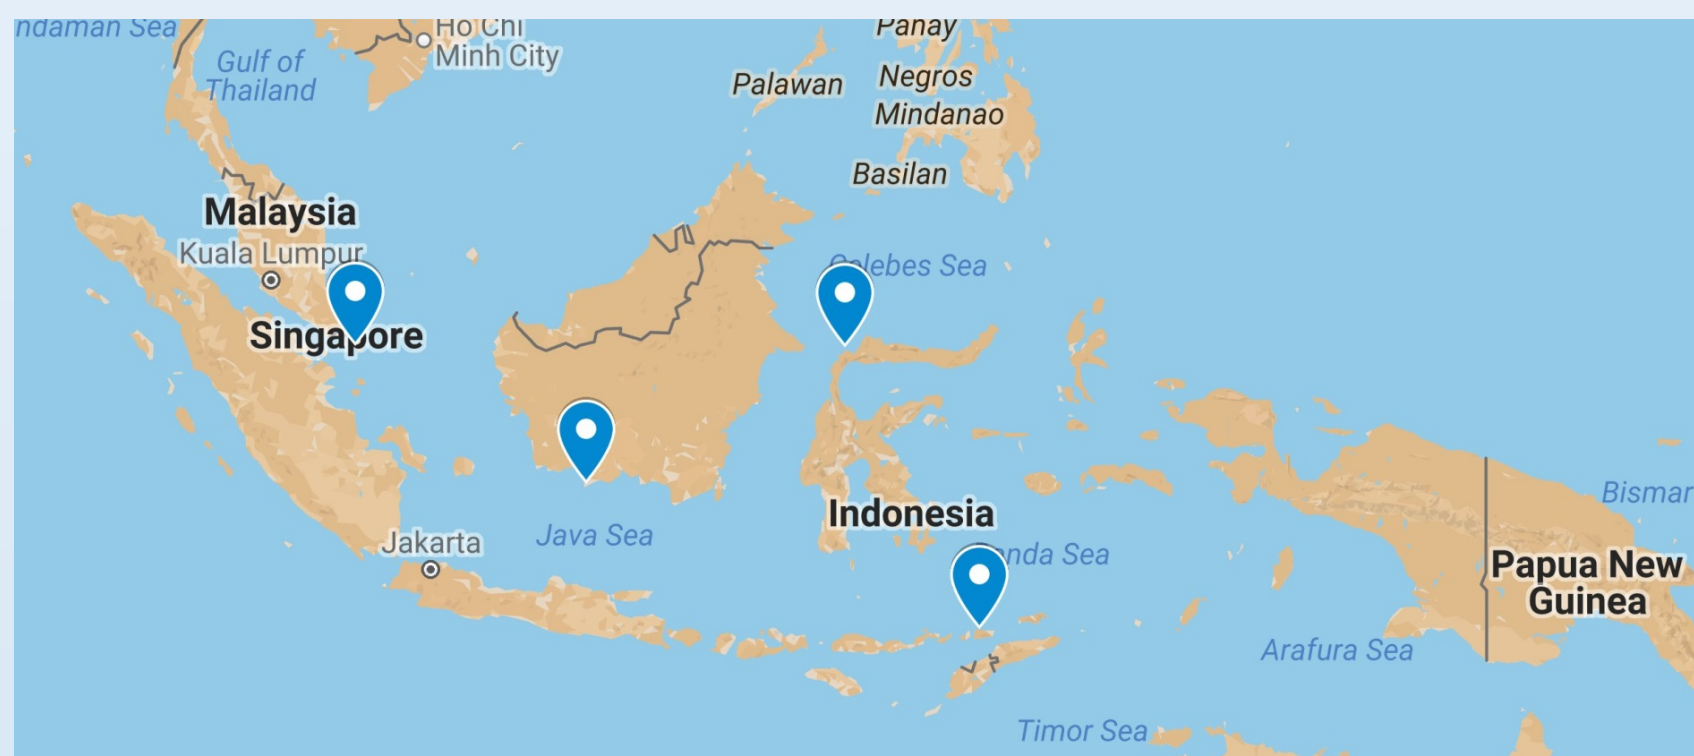 ndaman Sea
Ho Chi
Minh City
Panay
Gulf of
Thailand
Palawan
Negros
Mindanao
Basilan
Malaysia
Kuala Lumpur
Celebes Sea
Singapore
Bismar
Indonesia
Java Sea
Jakarta
anda Sea
Papua New
Guinea
Arafura Sea
Timor Sea